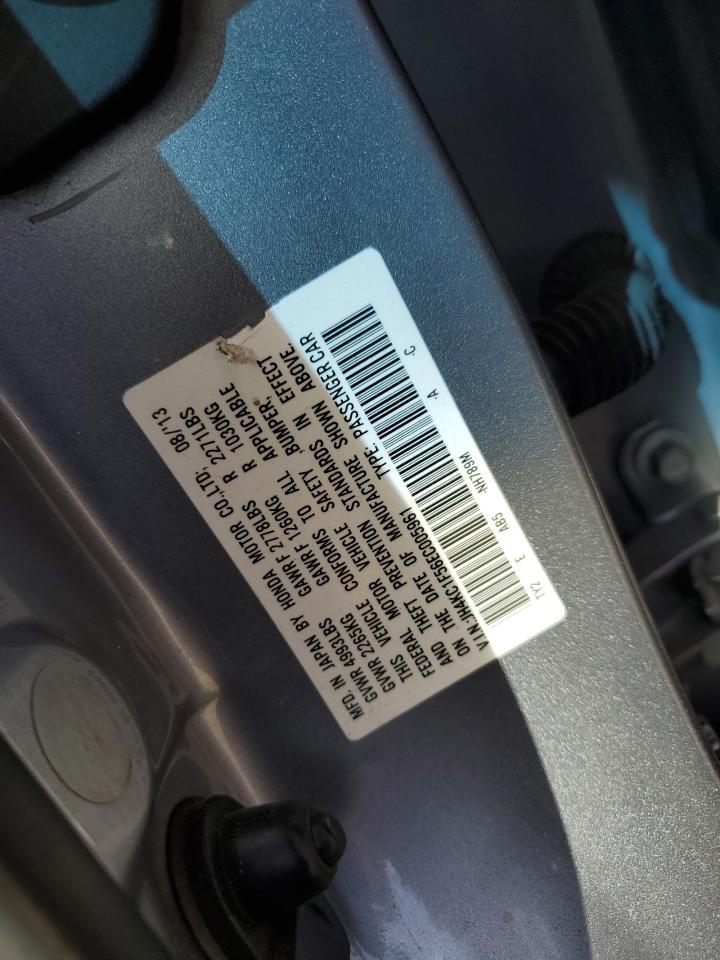 MFD. IN JAPAN BY HONDA MOTOR CO.,LTD. 08/'13
GVWR 4993LBS GAWR F 2778LBS R 2271LBS
GVWR 2265KG GAWR F 1260KG R 1030KG
THIS VEHICLE CONFORMS TO ALL APPLICABLE
FEDERAL MOTOR VEHICLE SAFETY, BUMPER,
AND THEFT PREVENTION STANDARDS IN EFFECT
ON THE DATE OF MANUFACTURE SHOWN ABOVE.
V.I.N.:JH4KC1F56EC005961 TYPE: PASSENGER CAR
TY2 E AB5 -NH789M -A -C